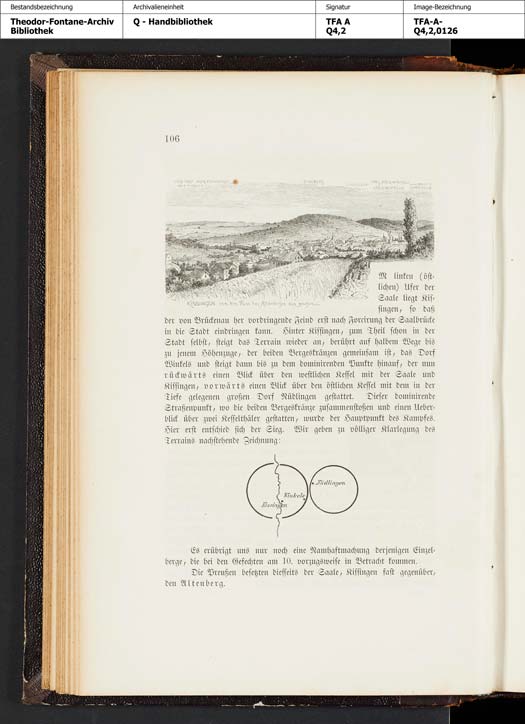 Bestandsbezeichnung Archivalieneinheit Signatur Image-Bezeichnung
Theodor-Fontane-Archiv Q - Handbibliothek TFA A TFA-A-
Bibliothek Q4,2 Q4,2,0126
106
M linken (öst-
lichen) Ufer der
Saale liegt Kis-
singen, so daß
der von Brückenau her vordringende Feind erst nach Forcirung der Saalbrücke
in die Stadt eindringen kann. Hinter Kissingen, zum Theil schon in der
Stadt selbst, steigt das Terrain wieder an, berührt auf halbem Wege bis
zu jenem Höhenzuge, der beiden Bergeskränzen gemeinsam ist, das Dorf
Winkels und steigt dann bis zu dem dominirenden Punkte hinauf, der nun
rückwärts einen Blick über den westlichen Kessel mit der Saale und
Kissingen, vorwärts einen Blick über den östlichen Kessel mit dem in der
Tiefe gelegenen großen Dorf Nüdlingen gestattet. Dieser dominirende
Straßenpunkt, wo die beiden Bergeskränze zusammenstoßen und einen Ueber-
blick über zwei Kesselthäler gestatten, wurde der Hauptpunkt des Kampfes.
Hier erst entschied sich der Sieg. Wir geben zu völliger Klarlegung des
Terrains nachstehende Zeichnung:
Nüdlingen
Winkels
Kissingen
Es erübrigt uns nur noch eine Namhaftmachung derjenigen Einzel-
berge, die bei den Gefechten am 10. vorzugsweise in Betracht kommen.
Die Preußen besetzten diesseits der Saale, Kissingen fast gegenüber,
den Altenberg.